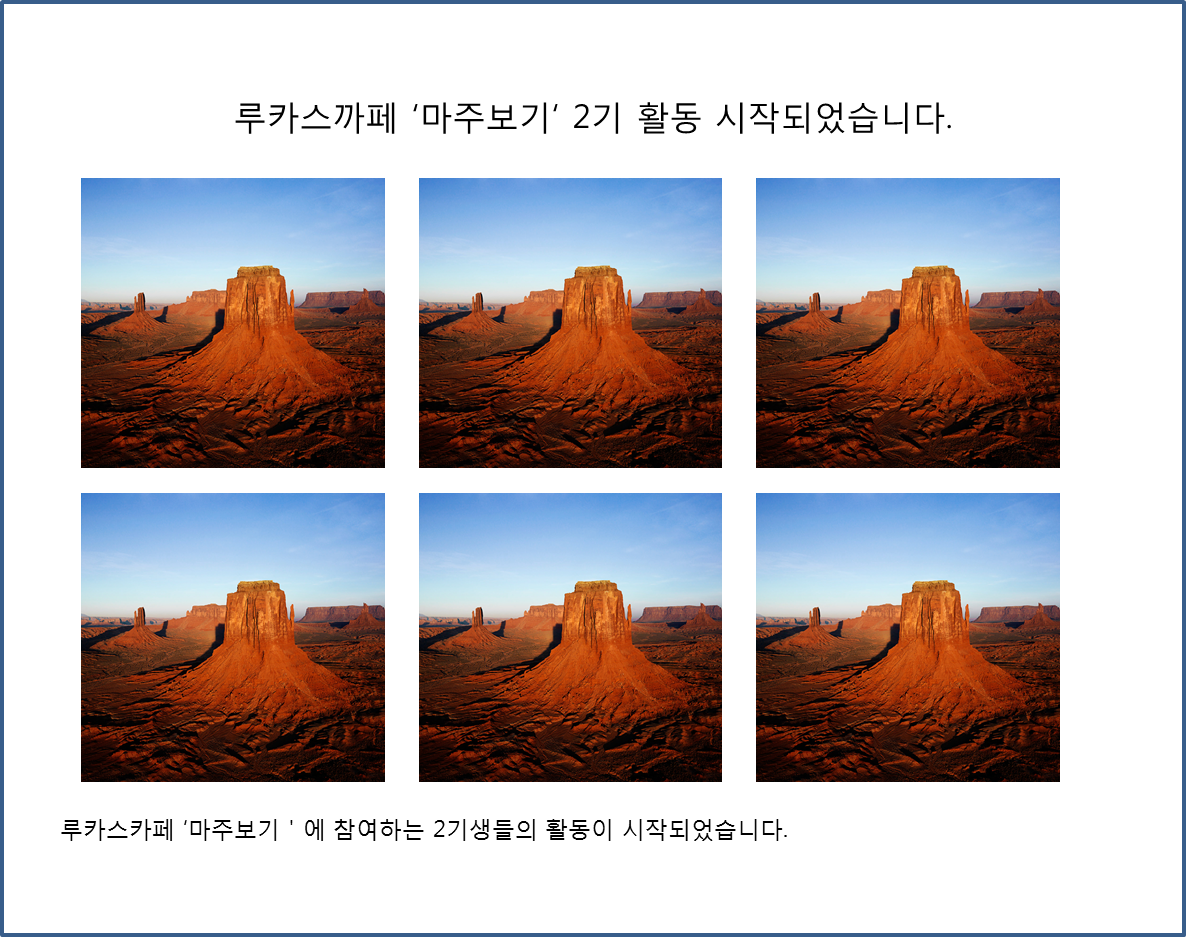 루카스까페 ‘마주보기‘ 2기 활동 시작되었습니다.
루카스카페 ‘마주보기 ' 에 참여하는 2기생들의 활동이 시작되었습니다.